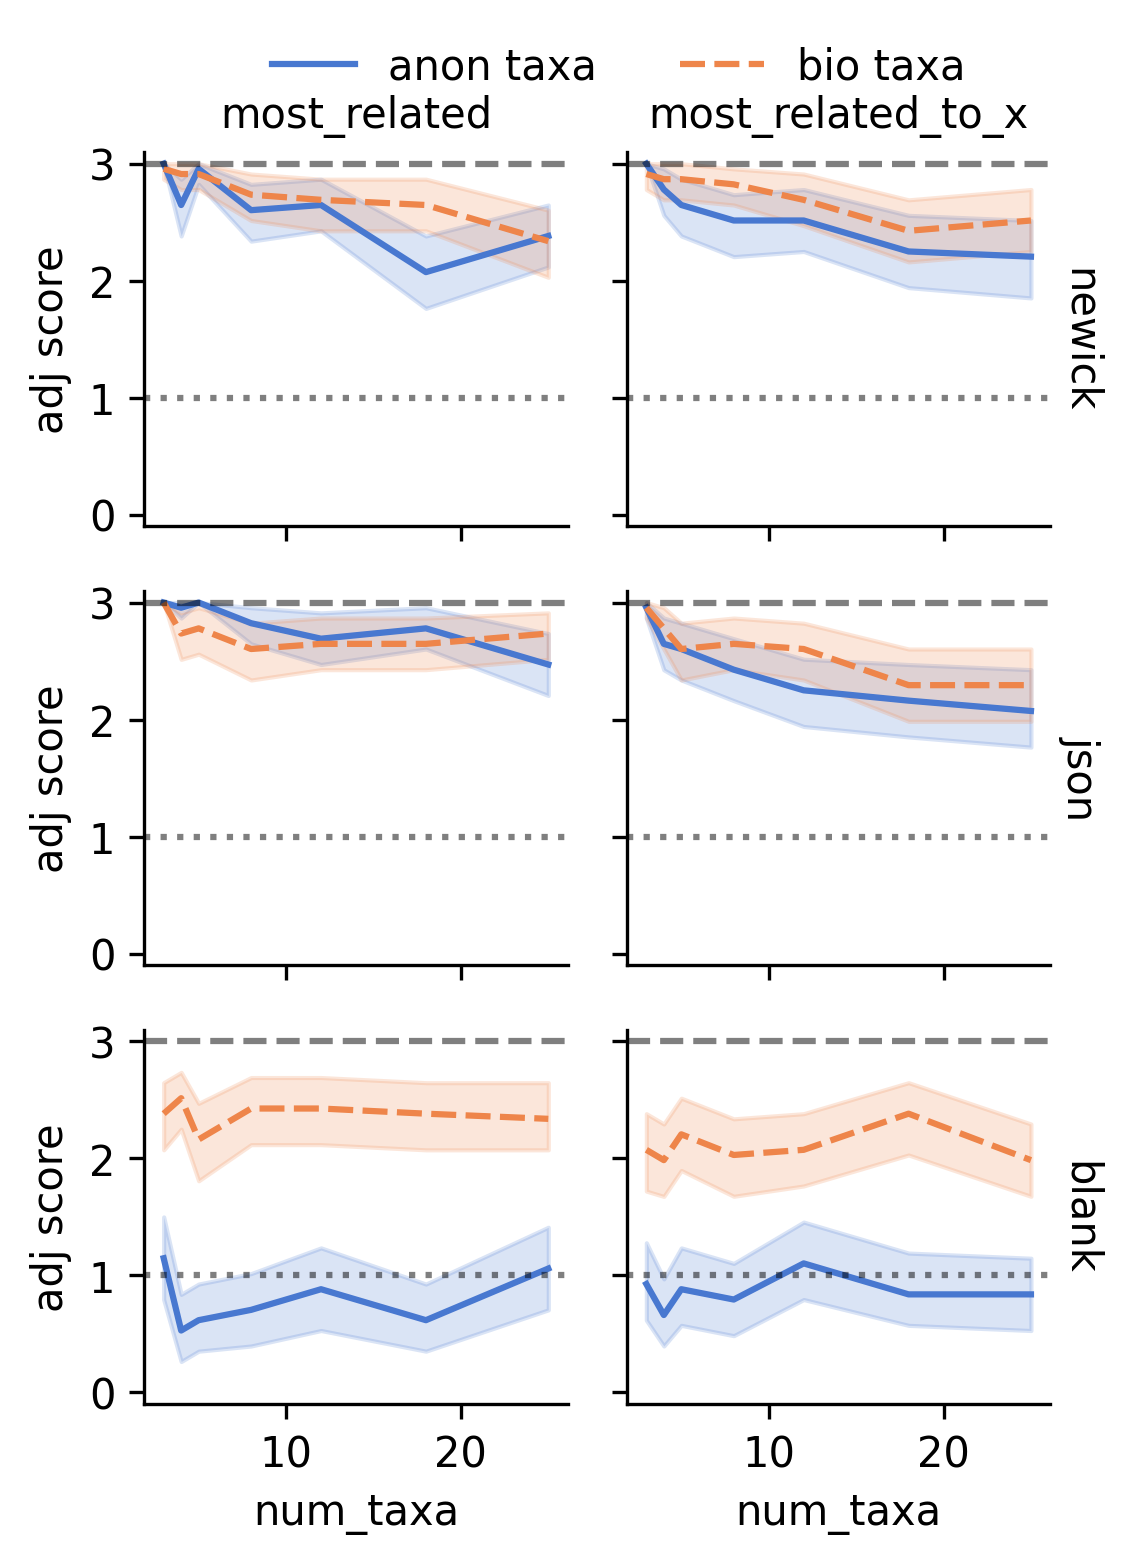 anon taxa bio taxa
most_related most_related_to_x
3
2
1
0
adj score
newick
3
2
1
0
adj score
json
3
2
1
0
adj score
blank
10 20 10 20
num_taxa num_taxa